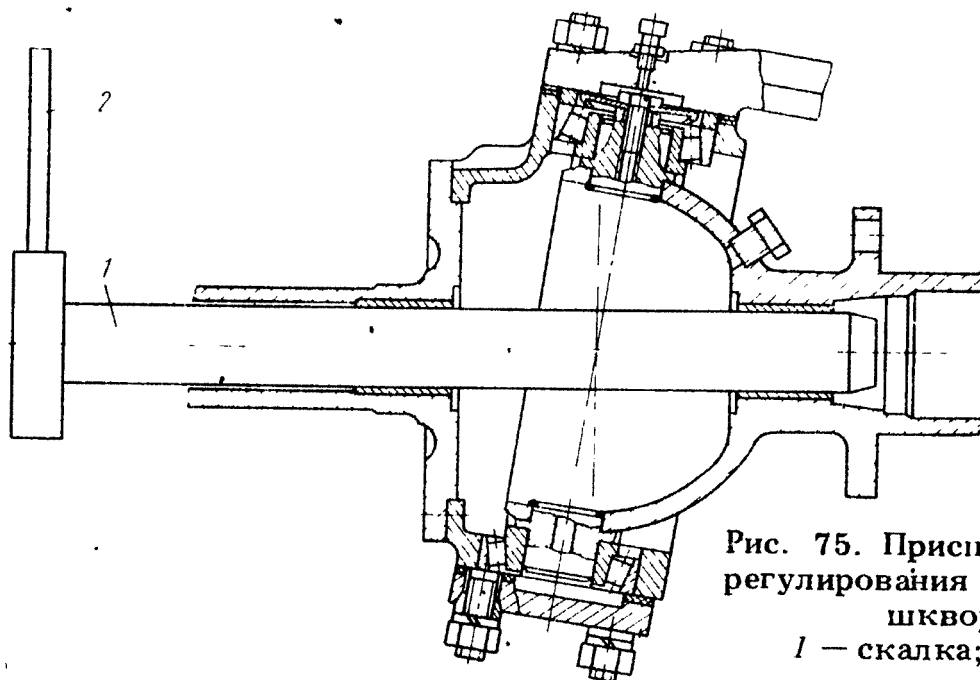 2
1
Рис. 75. Присп
регулирования
шкво
1 — скалка;